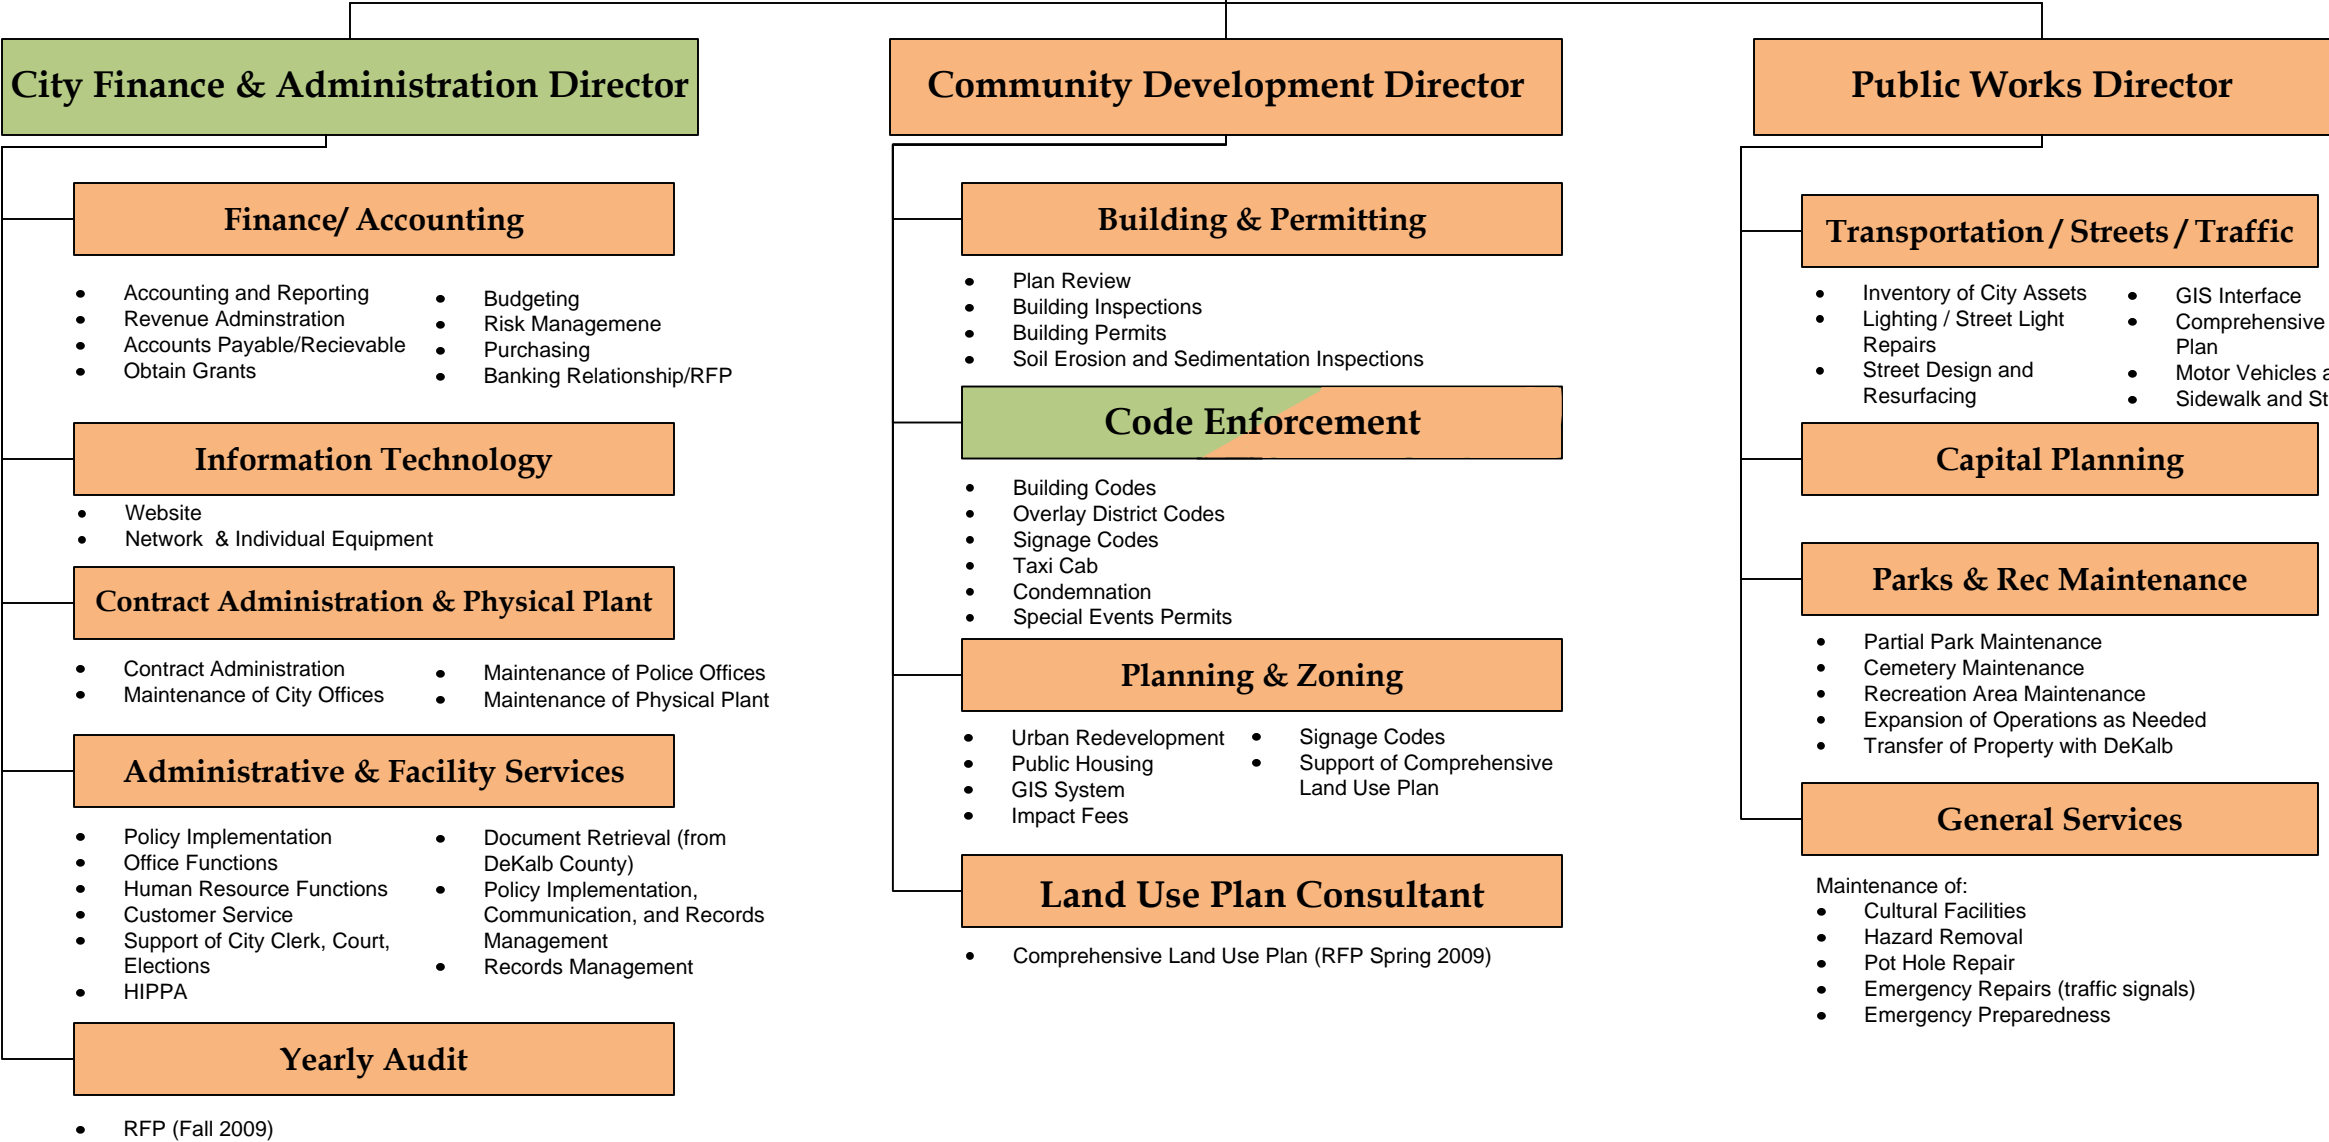 City Finance & Administration Director
Finance/ Accounting
Accounting and Reporting
Revenue Adminstration
Accounts Payable/Recievable
Obtain Grants
Budgeting
Risk Managemene
Purchasing
Banking Relationship/RFP
Information Technology
Website
Network & Individual Equipment
Contract Administration & Physical Plant
Contract Administration
Maintenance of City Offices
Maintenance of Police Offices
Maintenance of Physical Plant
Administrative & Facility Services
Policy Implementation
Office Functions
Human Resource Functions
Customer Service
Support of City Clerk, Court,
Elections
HIPPA
Document Retrieval (from
DeKalb County)
Policy Implementation,
Communication, and Records
Management
Records Management
Yearly Audit
RFP (Fall 2009)
Community Development Director
Building & Permitting
Plan Review
Building Inspections
Building Permits
Soil Erosion and Sedimentation Inspections
Code Enforcement
Building Codes
Overlay District Codes
Signage Codes
Taxi Cab
Condemnation
Special Events Permits
Planning & Zoning
Urban Redevelopment
Public Housing
GIS System
Impact Fees
Signage Codes
Support of Comprehensive
Land Use Plan
Land Use Plan Consultant
Comprehensive Land Use Plan (RFP Spring 2009)
Public Works Director
Transportation / Streets / Traffic
Inventory of City Assets
Lighting / Street Light
Repairs
Street Design and
Resurfacing
GIS Interface
Comprehensive
Plan
Motor Vehicles
Sidewalk and
Capital Planning
Parks & Rec Maintenance
Partial Park Maintenance
Cemetery Maintenance
Recreation Area Maintenance
Expansion of Operations as Needed
Transfer of Property with DeKalb
General Services
Maintenance of:
Cultural Facilities
Hazard Removal
Pot Hole Repair
Emergency Repairs (traffic signals)
Emergency Preparedness